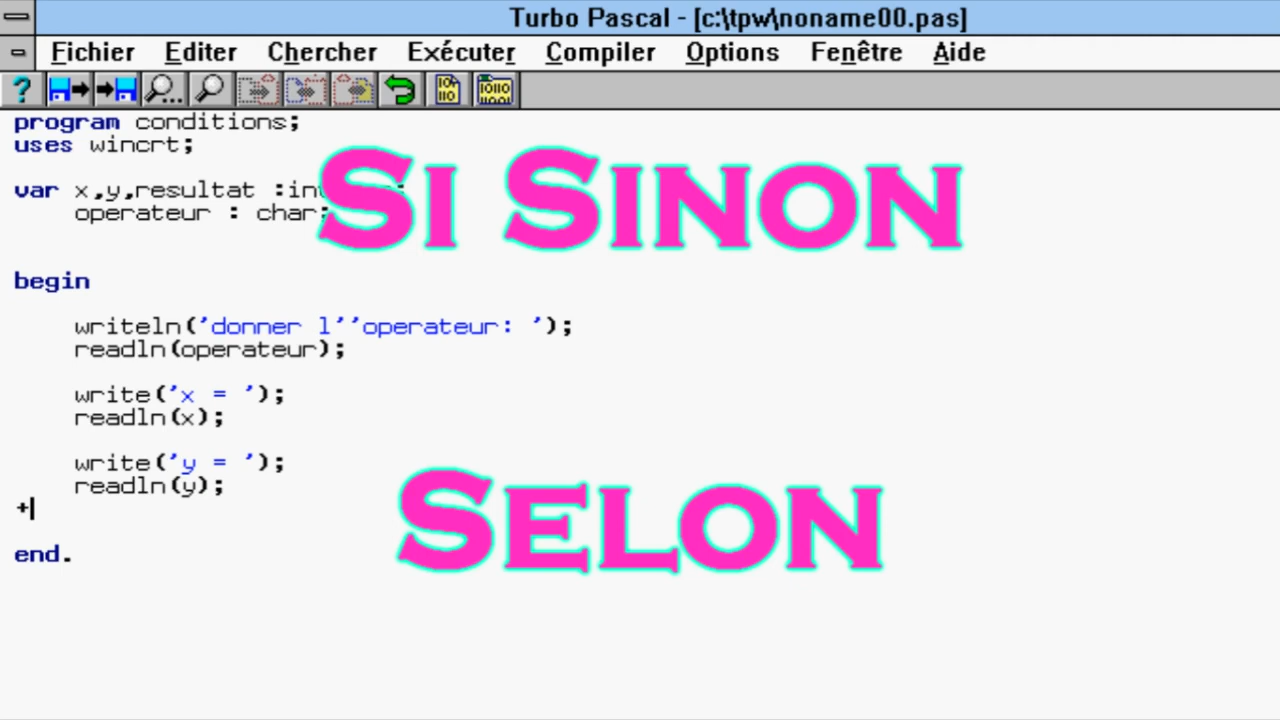 Turbo Pascal - [c:\tpw\noname00.pas]
Fichier Editer Chercher Exécuter Compiler Options Fenêtre Aide
program conditions;
uses wincrt;
Si Sinon
var x,y,resultat :
operateur : char;
begin
writeln('donner l''operateur: ');
readln(operateur);
write('x = ');
readln(x);
write('y = ');
readln(y);
+
Selon
end.